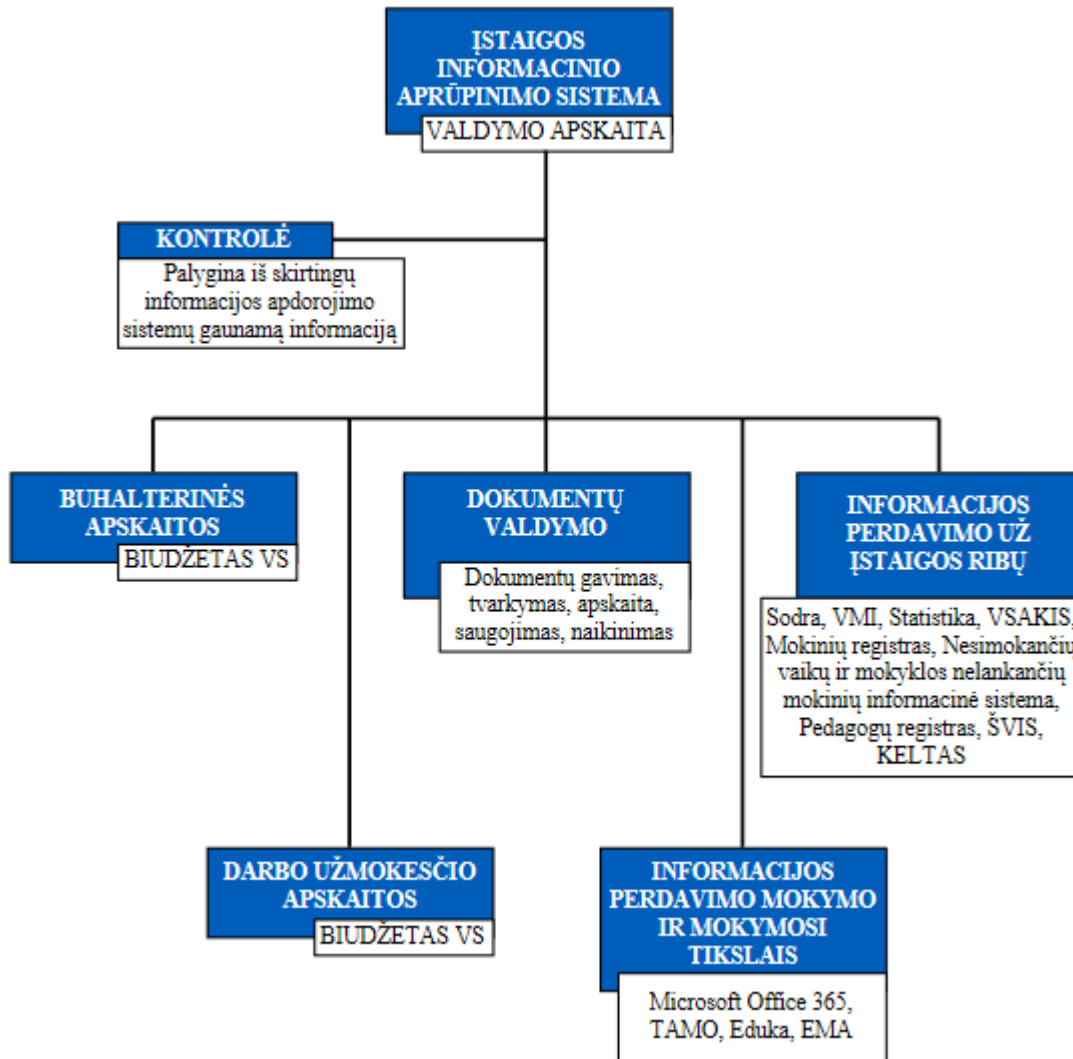 ĮSTAIGOS
INFORMACINIO
APRŪPINIMO SISTEMA
VALDYMO APSKAITA
KONTROLĖ
Palygina iš skirtingų
informacijos apdorojimo
sistemų gaunamą informaciją
BUHALTERINĖS
APSKAITOS
BIUDŽETAS VS
DOKUMENTŲ
VALDYMO
Dokumentų gavimas,
tvarkymas, apskaita,
saugojimas, naikinimas
INFORMACIJOS
PERDAVIMO UŽ
ĮSTAIGOS RIBŲ
Sodra, VMI, Statistika, VSAKIS,
Mokinių registras, Nesimokančių
vaikų ir mokyklos nelankančių
mokinių informacinė sistema,
Pedagogų registras, ŠVIS,
KELTAS
DARBO UŽMOKESČIO
APSKAITOS
BIUDŽETAS VS
INFORMACIJOS
PERDAVIMO MOKYMO
IR MOKYMOSI
TIKSLAIS
Microsoft Office 365,
TAMO, Eduka, EMA